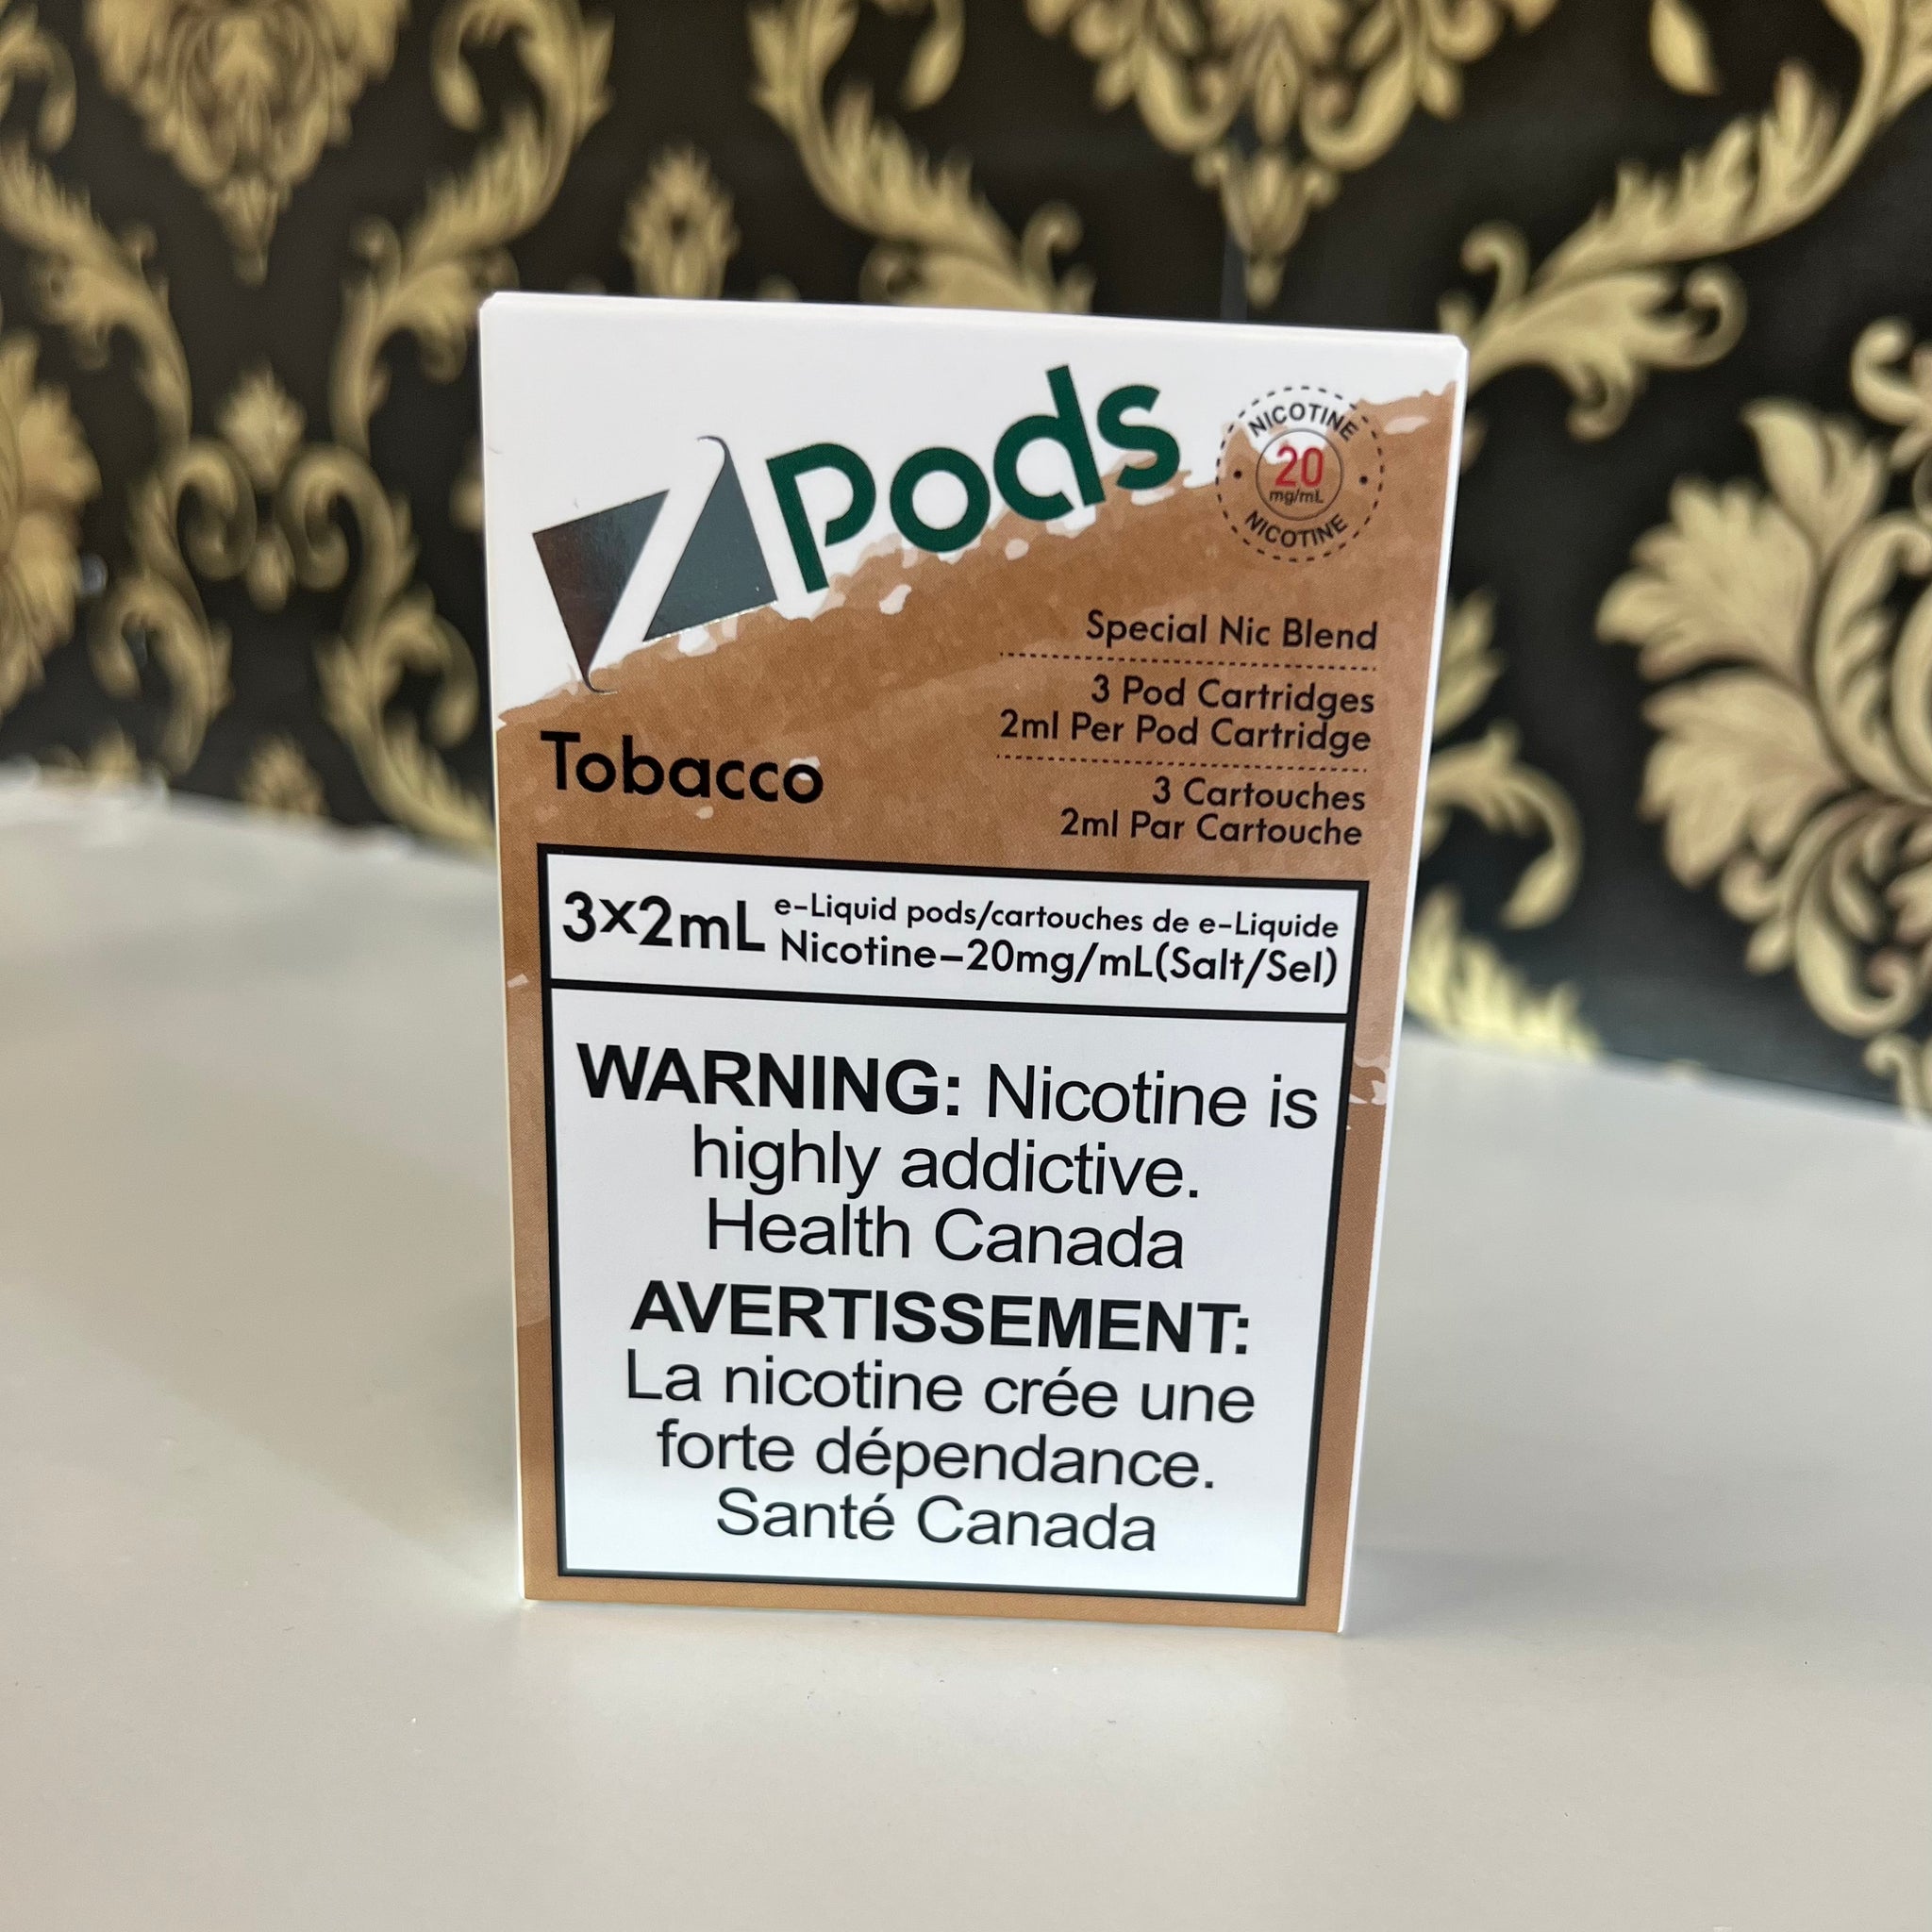 Z Pods
NICOTINE
20
mg/mL
NICOTINE
Special Nic Blend
3 Pod Cartridges
2ml Per Pod Cartridge
3 Cartouches
2ml Par Cartouche
Tobacco
3×2mL
e-Liquid pods/cartouches de e-Liquide
Nicotine-20mg/mL(Salt/Sel)
WARNING: Nicotine is
highly addictive.
Health Canada
AVERTISSEMENT:
La nicotine crée une
forte dépendance.
Santé Canada